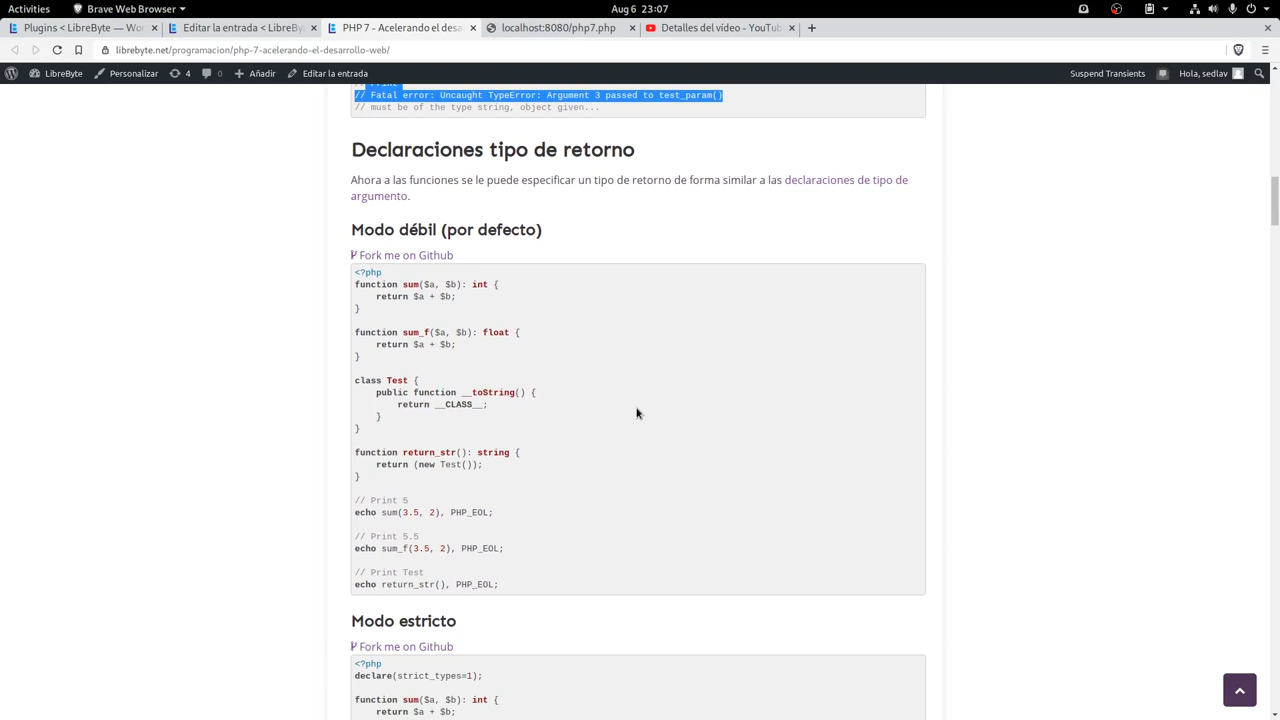 Activities
Brave Web Browser
Aug 6 23:07
Plugins < LibreByte — Wo
Editar la entrada < LibreBy
PHP 7 - Acelerando el desa
localhost:8080/php7.php
Detalles del vídeo - YouTu
librebyte.net/programacion/php-7-acelerando-el-desarrollo-web/
LibreByte
Personalizar
4
0
Añadir
Editar la entrada
Suspend Transients
Hola, sedlav
// Print
// Fatal error: Uncaught TypeError: Argument 3 passed to test_param()
// must be of the type string, object given...
Declaraciones tipo de retorno
Ahora a las funciones se le puede especificar un tipo de retorno de forma similar a las declaraciones de tipo de
argumento.
Modo débil (por defecto)
Fork me on Github
<?php
function sum($a, $b): int {
    return $a + $b;
}
function sum_f($a, $b): float {
    return $a + $b;
}
class Test {
    public function __toString() {
        return __CLASS__;
    }
}
function return_str(): string {
    return (new Test());
}
// Print 5
echo sum(3.5, 2), PHP_EOL;
// Print 5.5
echo sum_f(3.5, 2), PHP_EOL;
// Print Test
echo return_str(), PHP_EOL;
Modo estricto
Fork me on Github
<?php
declare(strict_types=1);
function sum($a, $b): int {
    return $a + $b;